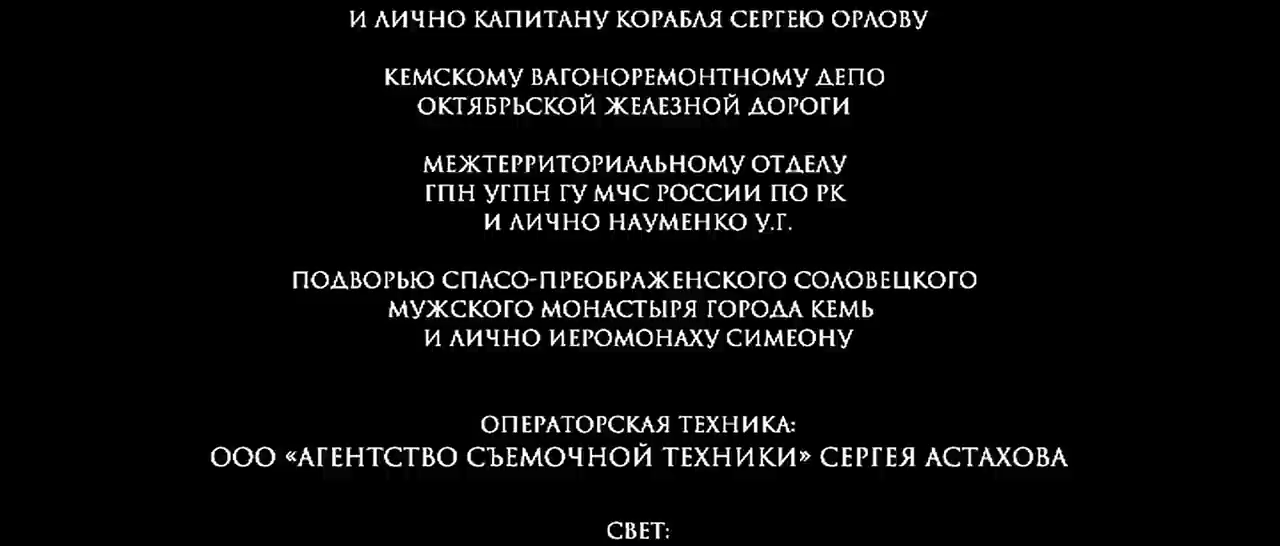 И ЛИЧНО КАПИТАНУ КОРАБЛЯ СЕРГЕЮ ОРЛОВУ
КЕМСКОМУ ВАГОНОРЕМОНТНОМУ ДЕПО
ОКТЯБРЬСКОЙ ЖЕЛЕЗНОЙ ДОРОГИ
МЕЖТЕРРИТОРИАЛЬНОМУ ОТДЕЛУ
ГПН УГПН ГУ МЧС РОССИИ ПО РК
И ЛИЧНО НАУМЕНКО У.Г.
ПОДВОРЬЮ СПАСО-ПРЕОБРАЖЕНСКОГО СОЛОВЕЦКОГО
МУЖСКОГО МОНАСТЫРЯ ГОРОДА КЕМЬ
И ЛИЧНО ИЕРОМОНАХУ СИМЕОНУ
ОПЕРАТОРСКАЯ ТЕХНИКА:
ООО «АГЕНТСТВО СЪЕМОЧНОЙ ТЕХНИКИ» СЕРГЕЯ АСТАХОВА
СВЕТ: